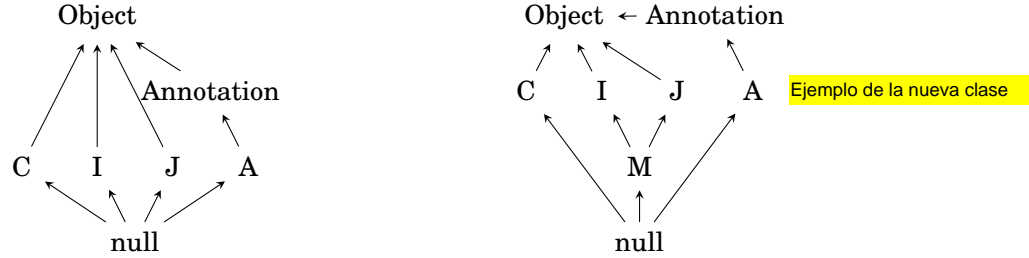 Object
Annotation
C I J A
null
Object ← Annotation
C I J A Ejemplo de la nueva clase
M
null